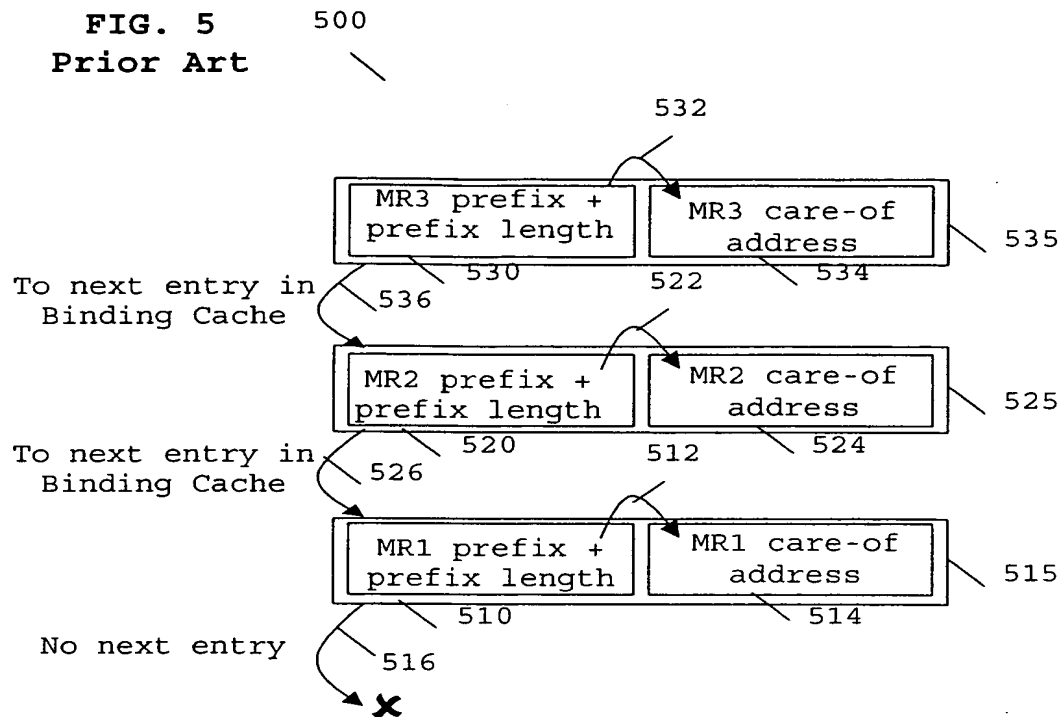 FIG. 5
500
Prior Art
532
MR3 prefix +
prefix length
MR3 care-of
address
535
530
534
To next entry in
Binding Cache
536
522
MR2 prefix +
prefix length
MR2 care-of
address
525
520
524
To next entry in
Binding Cache
526
512
MR1 prefix +
prefix length
MR1 care-of
address
515
510
514
No next entry
516
x